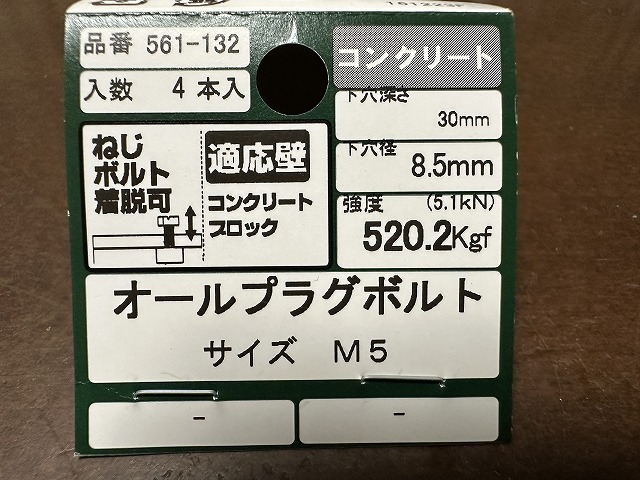 品番 561-132
入数 4 本入
コンクリート
下穴深さ
30mm
下穴径
8.5mm
強度 (5.1kN)
520.2Kgf
ねじ
ボルト
着脱可
適応壁
コンクリート
ブロック
オールプラグボルト
サイズ M5
-
-